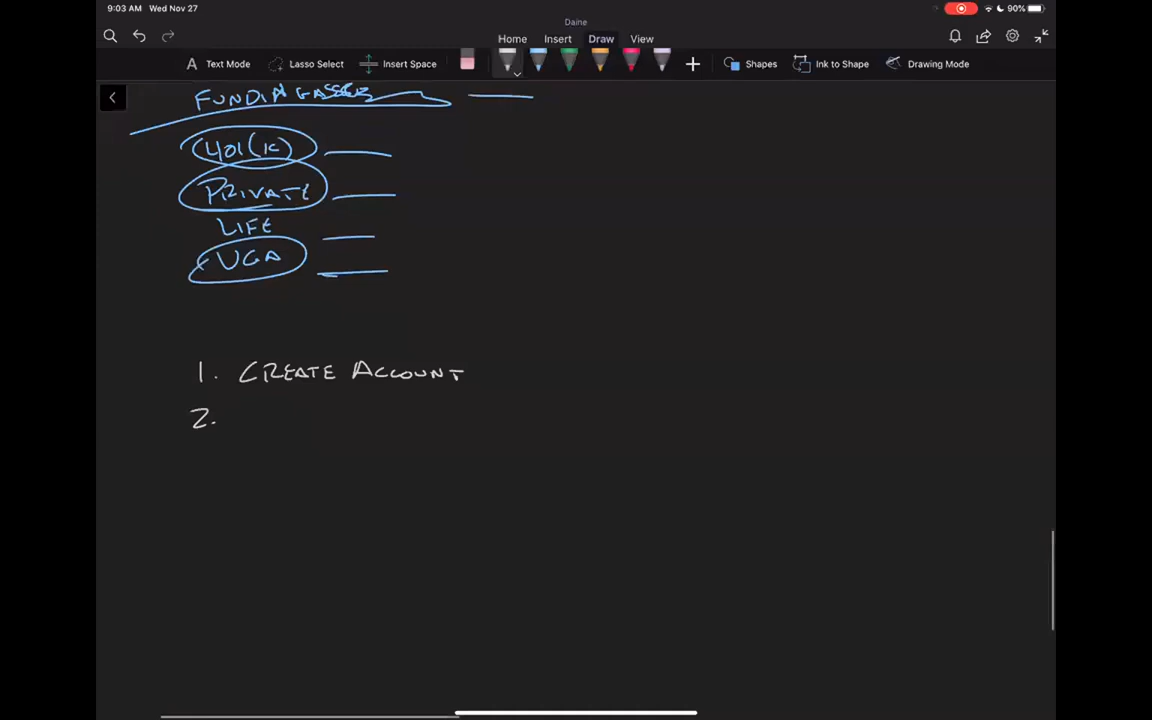 9:03 AM Wed Nov 27
90%
Daine
Home Insert Draw View
Text Mode Lasso Select Insert Space Shapes Ink to Shape Drawing Mode
401(K)
PRIVATE
LIFE
UGA
1. CREATE ACCOUNT
2.